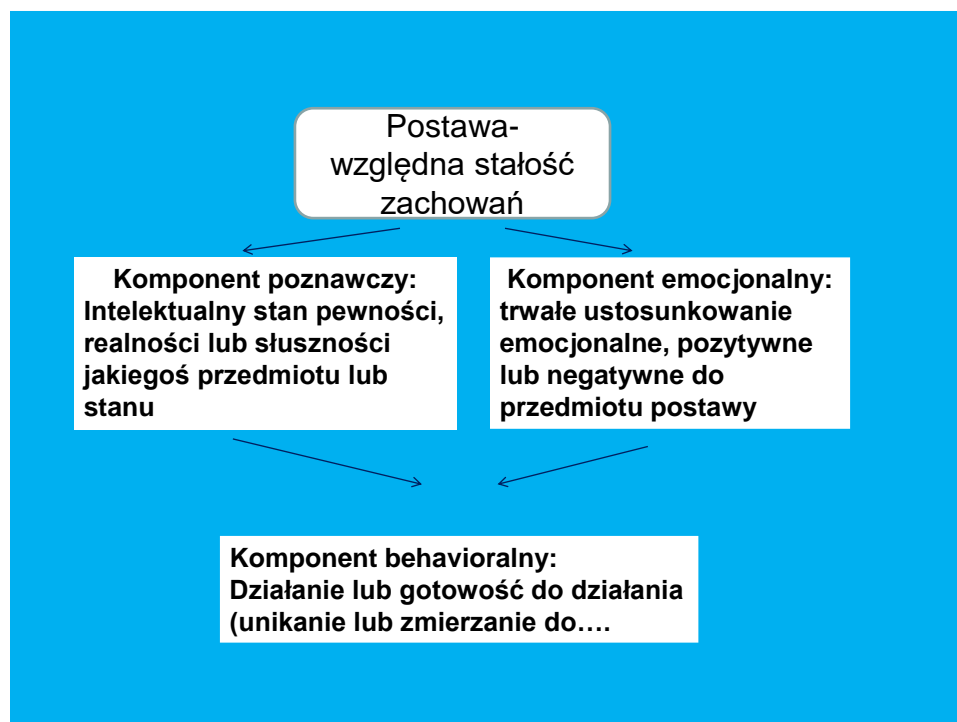 Postawa-
względna stałość
zachowań
Komponent poznawczy:
Intelektualny stan pewności,
realności lub słuszności
jakiegoś przedmiotu lub
stanu
Komponent emocjonalny:
trwałe ustosunkowanie
emocjonalne, pozytywne
lub negatywne do
przedmiotu postawy
Komponent behavioralny:
Działanie lub gotowość do działania
(unikanie lub zmierzanie do….